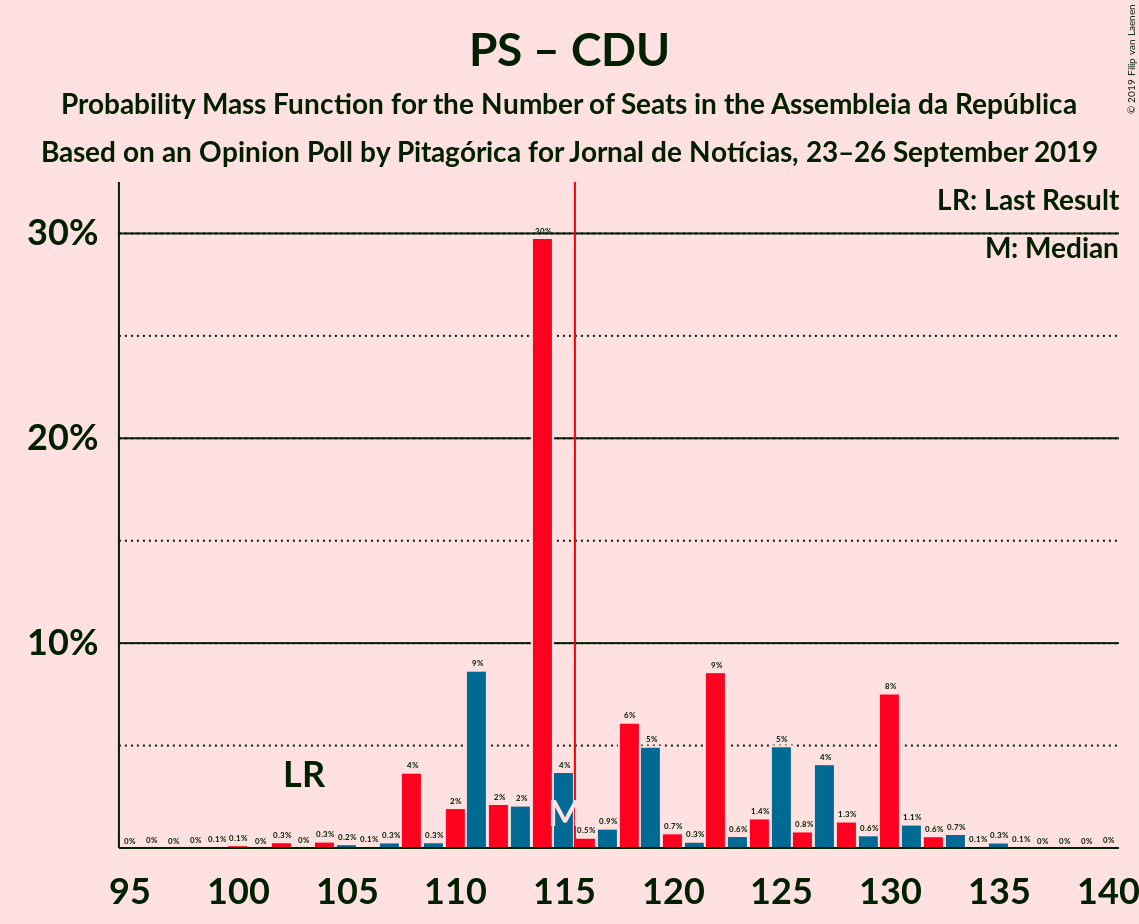 PS – CDU
Probability Mass Function for the Number of Seats in the Assembleia da República
Based on an Opinion Poll by Pitagórica for Jornal de Notícias, 23–26 September 2019
© 2019 Filip van Laenen
LR: Last Result
M: Median
30%
20%
10%
0% 0% 0% 0% 0.1% 0.1% 0% 0.3% 0% 0.3% 0.2% 0.1% 0.3% 4% 0.3% 2% 9% 2% 2% 30% 4% 0.5% 0.9% 6% 5% 0.7% 0.3% 9% 0.6% 1.4% 5% 0.8% 4% 1.3% 0.6% 8% 1.1% 0.6% 0.7% 0.1% 0.3% 0.1% 0% 0% 0% 0%
LR
M
95 100 105 110 115 120 125 130 135 140